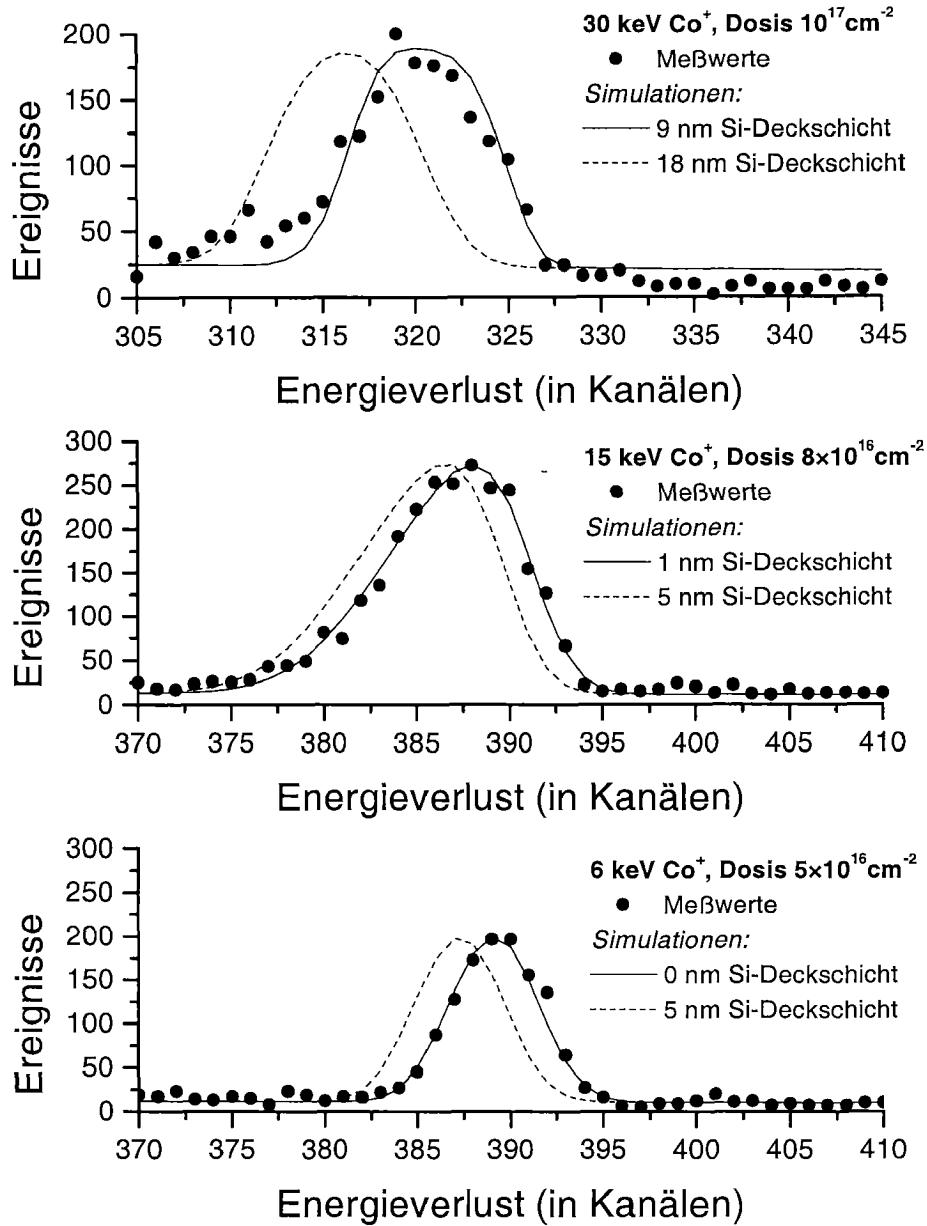 30 keV Co⁺, Dosis 10¹⁷cm⁻²
Meßwerte
Simulationen:
9 nm Si-Deckschicht
18 nm Si-Deckschicht
Ereignisse
200
150
100
50
0
305 310 315 320 325 330 335 340 345
Energieverlust (in Kanälen)
15 keV Co⁺, Dosis 8×10¹⁶cm⁻²
Meßwerte
Simulationen:
1 nm Si-Deckschicht
5 nm Si-Deckschicht
Ereignisse
300
250
200
150
100
50
0
370 375 380 385 390 395 400 405 410
Energieverlust (in Kanälen)
6 keV Co⁺, Dosis 5×10¹⁶cm⁻²
Meßwerte
Simulationen:
0 nm Si-Deckschicht
5 nm Si-Deckschicht
Ereignisse
300
250
200
150
100
50
0
370 375 380 385 390 395 400 405 410
Energieverlust (in Kanälen)